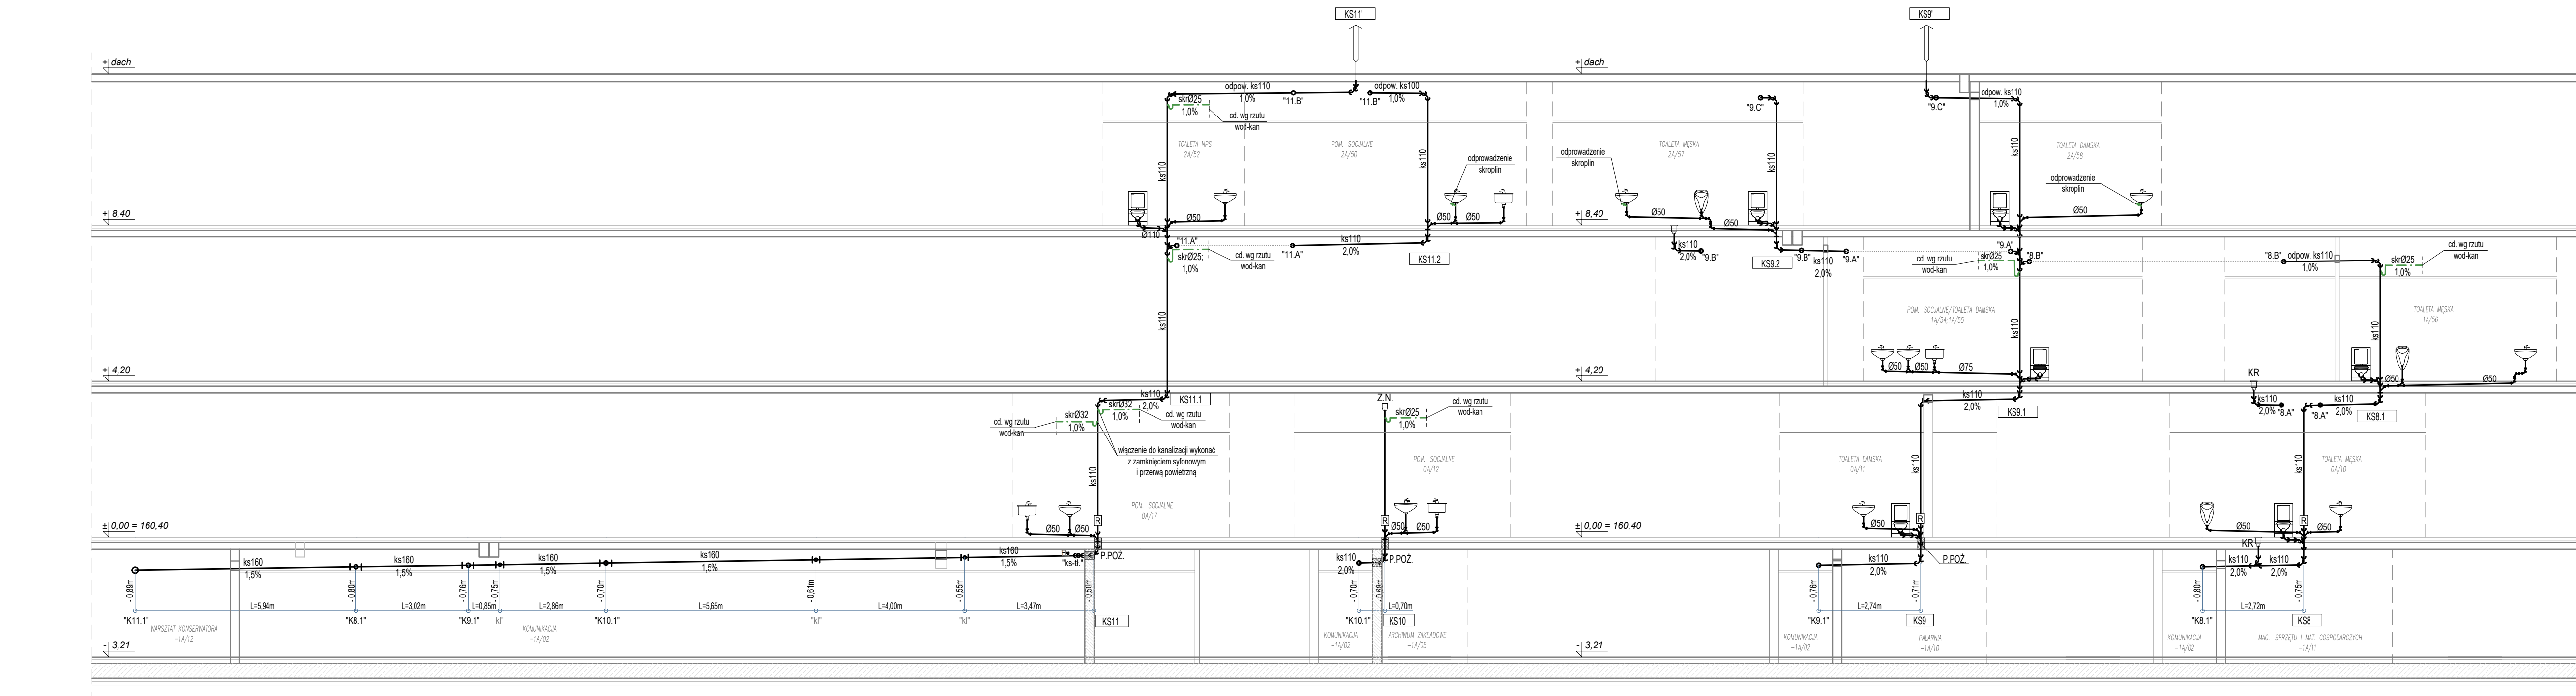 KS11'
KS9'
+ dach
+ dach
odpow. ks110
1,0%
"11.B"
"11.B"
odpow. ks100
1,0%
skrØ25
1,0%
cd. wg rzutu
wod-kan
"9.C"
"9.C"
odpow. ks110
1,0%
TOALETA NPS
2A/52
POM. SOCJALNE
2A/50
TOALETA MĘSKA
2A/57
TOALETA DAMSKA
2A/58
ks110
ks110
ks110
ks110
odprowadzenie
skroplin
odprowadzenie
skroplin
odprowadzenie
skroplin
+ 8,40
+ 8,40
Ø50
Ø50
Ø50
Ø50
Ø50
Ø50
Ø110
"11.A"
skrØ25;
1,0%
cd. wg rzutu
wod-kan
"11.A"
ks110
2,0%
KS11.2
ks110
2,0%
"9.B"
KS9.2
"9.B"
ks110
2,0%
"9.A"
cd. wg rzutu
wod-kan
skrØ25
1,0%
"9.A"
"8.B"
"8.B"
odpow. ks110
1,0%
skrØ25
1,0%
cd. wg rzutu
wod-kan
POM. SOCJALNE/TOALETA DAMSKA
1A/54;1A/55
TOALETA MĘSKA
1A/56
ks110
ks110
ks110
+ 4,20
+ 4,20
Ø50
Ø50
Ø75
Ø50
Ø50
KR
ks110
2,0%
KS11.1
skrØ32
1,0%
cd. wg rzutu
wod-kan
skrØ32
1,0%
cd. wg rzutu
wod-kan
włączenie do kanalizacji wykonać
z zamknięciem syfonowym
i przerwą powietrzną
Z.N.
skrØ25
1,0%
cd. wg rzutu
wod-kan
ks110
2,0%
KS9.1
ks110
2,0%
"8.A"
"8.A"
ks110
2,0%
KS8.1
POM. SOCJALNE
0A/17
POM. SOCJALNE
0A/12
TOALETA DAMSKA
0A/11
TOALETA MĘSKA
0A/10
ks110
ks110
ks110
R
R
R
R
± 0,00 = 160,40
± 0,00 = 160,40
Ø50
Ø50
Ø50
Ø50
Ø50
Ø50
Ø50
ks160
1,5%
ks160
1,5%
ks160
1,5%
ks160
1,5%
ks160
1,5%
"ks-tł."
P.POŻ.
ks110
2,0%
P.POŻ.
ks110
2,0%
P.POŻ.
KR
ks110
2,0%
ks110
2,0%
- 0,89m
- 0,80m
- 0,76m
- 0,75m
- 0,70m
- 0,61m
- 0,55m
- 0,50m
- 0,70m
- 0,69m
- 0,76m
- 0,71m
- 0,80m
- 0,75m
L=5,94m
L=3,02m
L=0,85m
L=2,86m
L=5,65m
L=4,00m
L=3,47m
L=0,70m
L=2,74m
L=2,72m
"K11.1"
"K8.1"
"K9.1"
kl"
"K10.1"
"kl"
"kl"
KS11
"K10.1"
KS10
"K9.1"
KS9
"K8.1"
KS8
WARSZTAT KONSERWATORA
-1A/12
KOMUNIKACJA
-1A/02
KOMUNIKACJA
-1A/02
ARCHIWUM ZAKŁADOWE
-1A/05
KOMUNIKACJA
-1A/02
PALARNIA
-1A/10
KOMUNIKACJA
-1A/02
MAG. SPRZĘTU I MAT. GOSPODARCZYCH
-1A/11
- 3,21
- 3,21